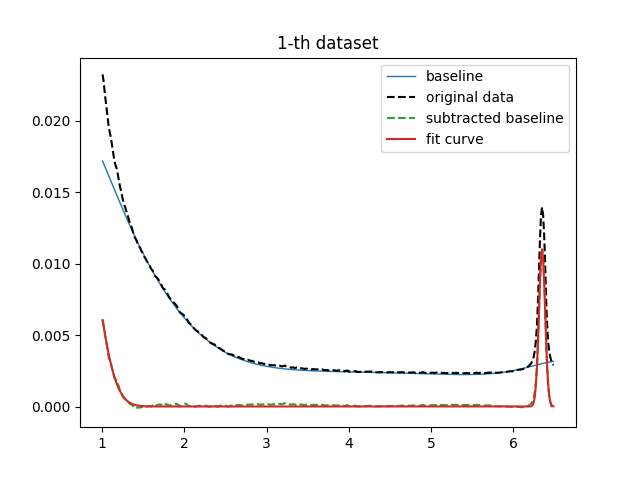 1-th dataset
baseline
original data
subtracted baseline
fit curve
0.020
0.015
0.010
0.005
0.000
1 2 3 4 5 6